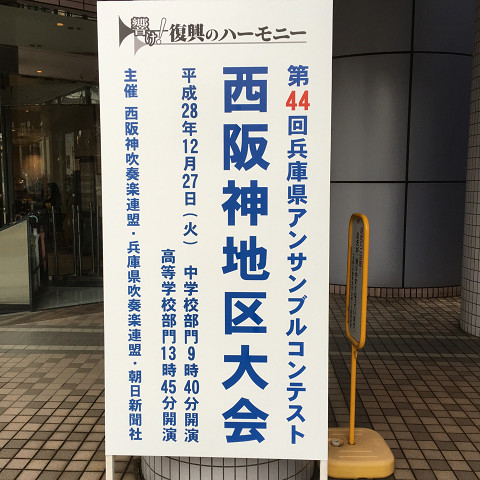 響け!復興のハーモニー
第44回兵庫県アンサンブルコンテスト
西阪神地区大会
平成28年12月27日(火) 中学校部門9時40分開演
高等学校部門13時45分開演
主催 西阪神吹奏楽連盟・兵庫県吹奏楽連盟・朝日新聞社